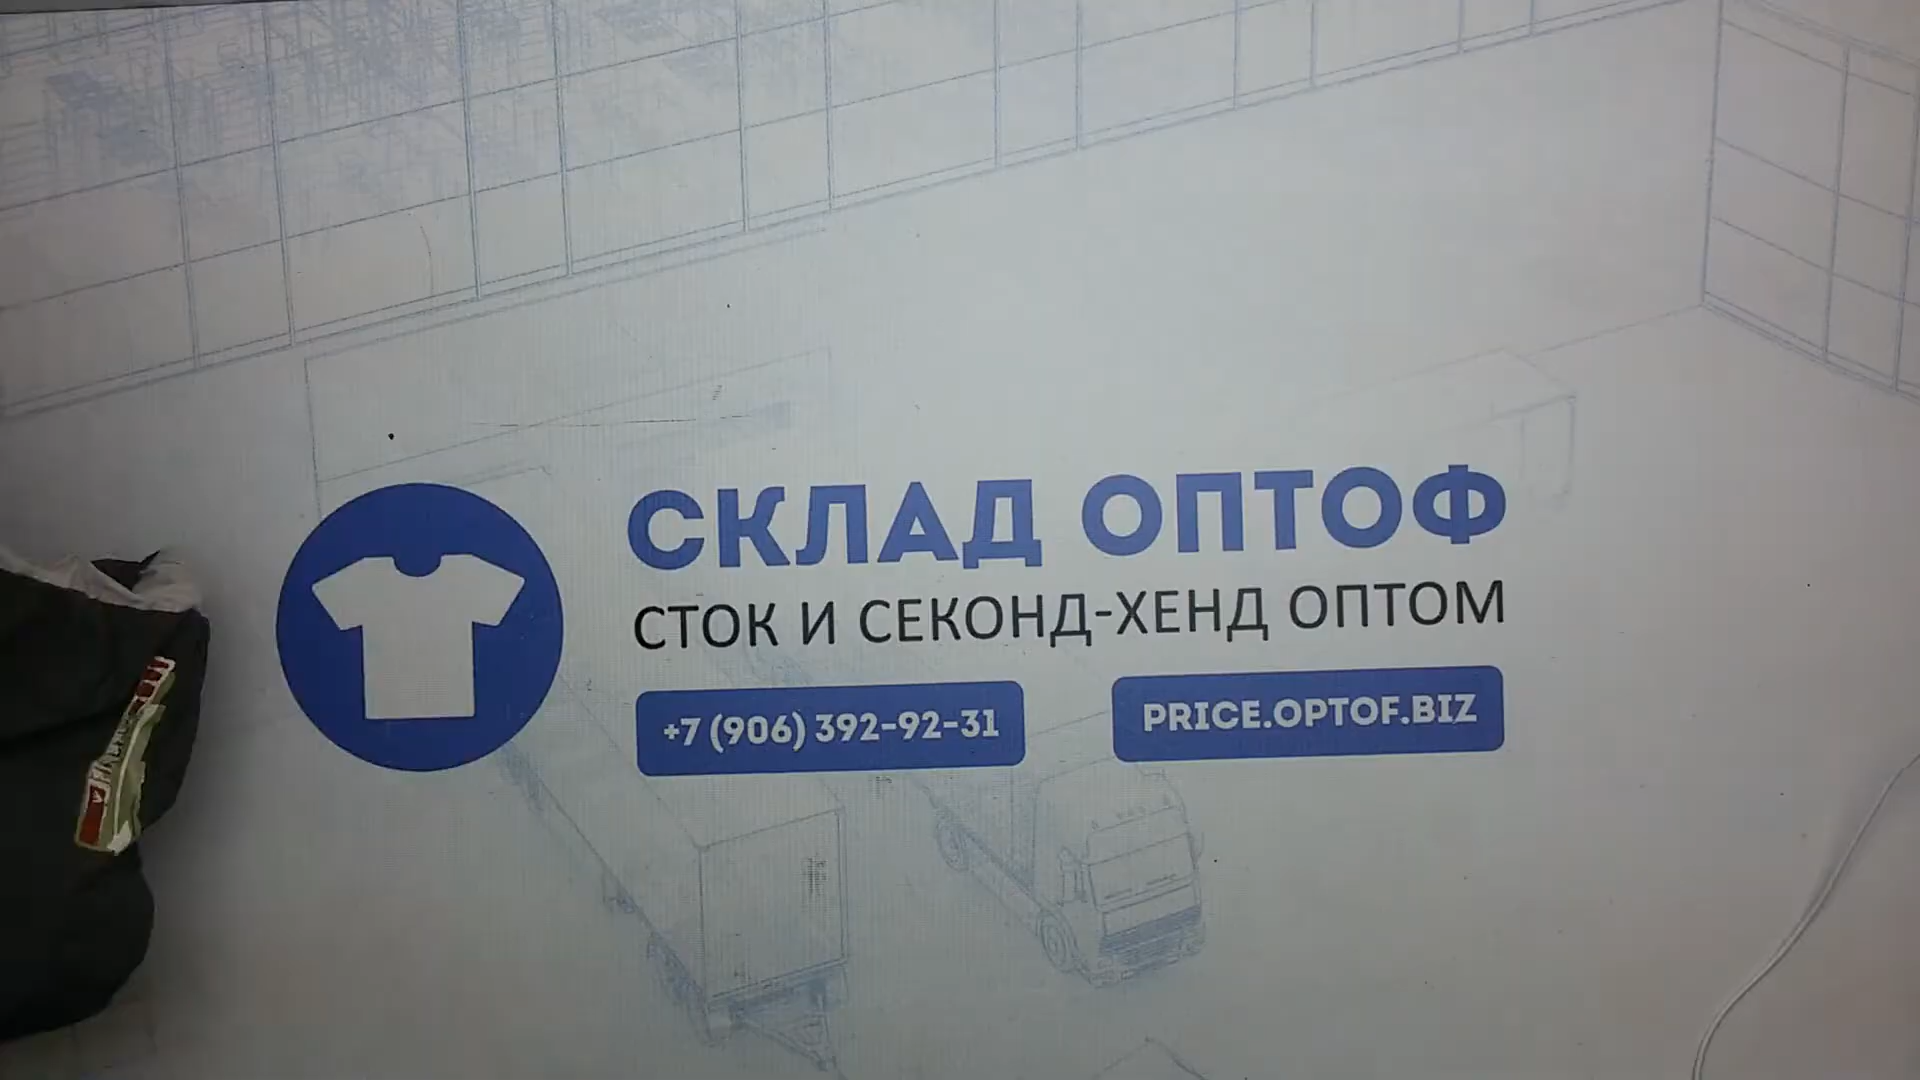 СКЛАД ОПТОФ
СТОК И СЕКОНД-ХЕНД ОПТОМ
+7 (906) 392-92-31
PRICE.OPTOF.BIZ